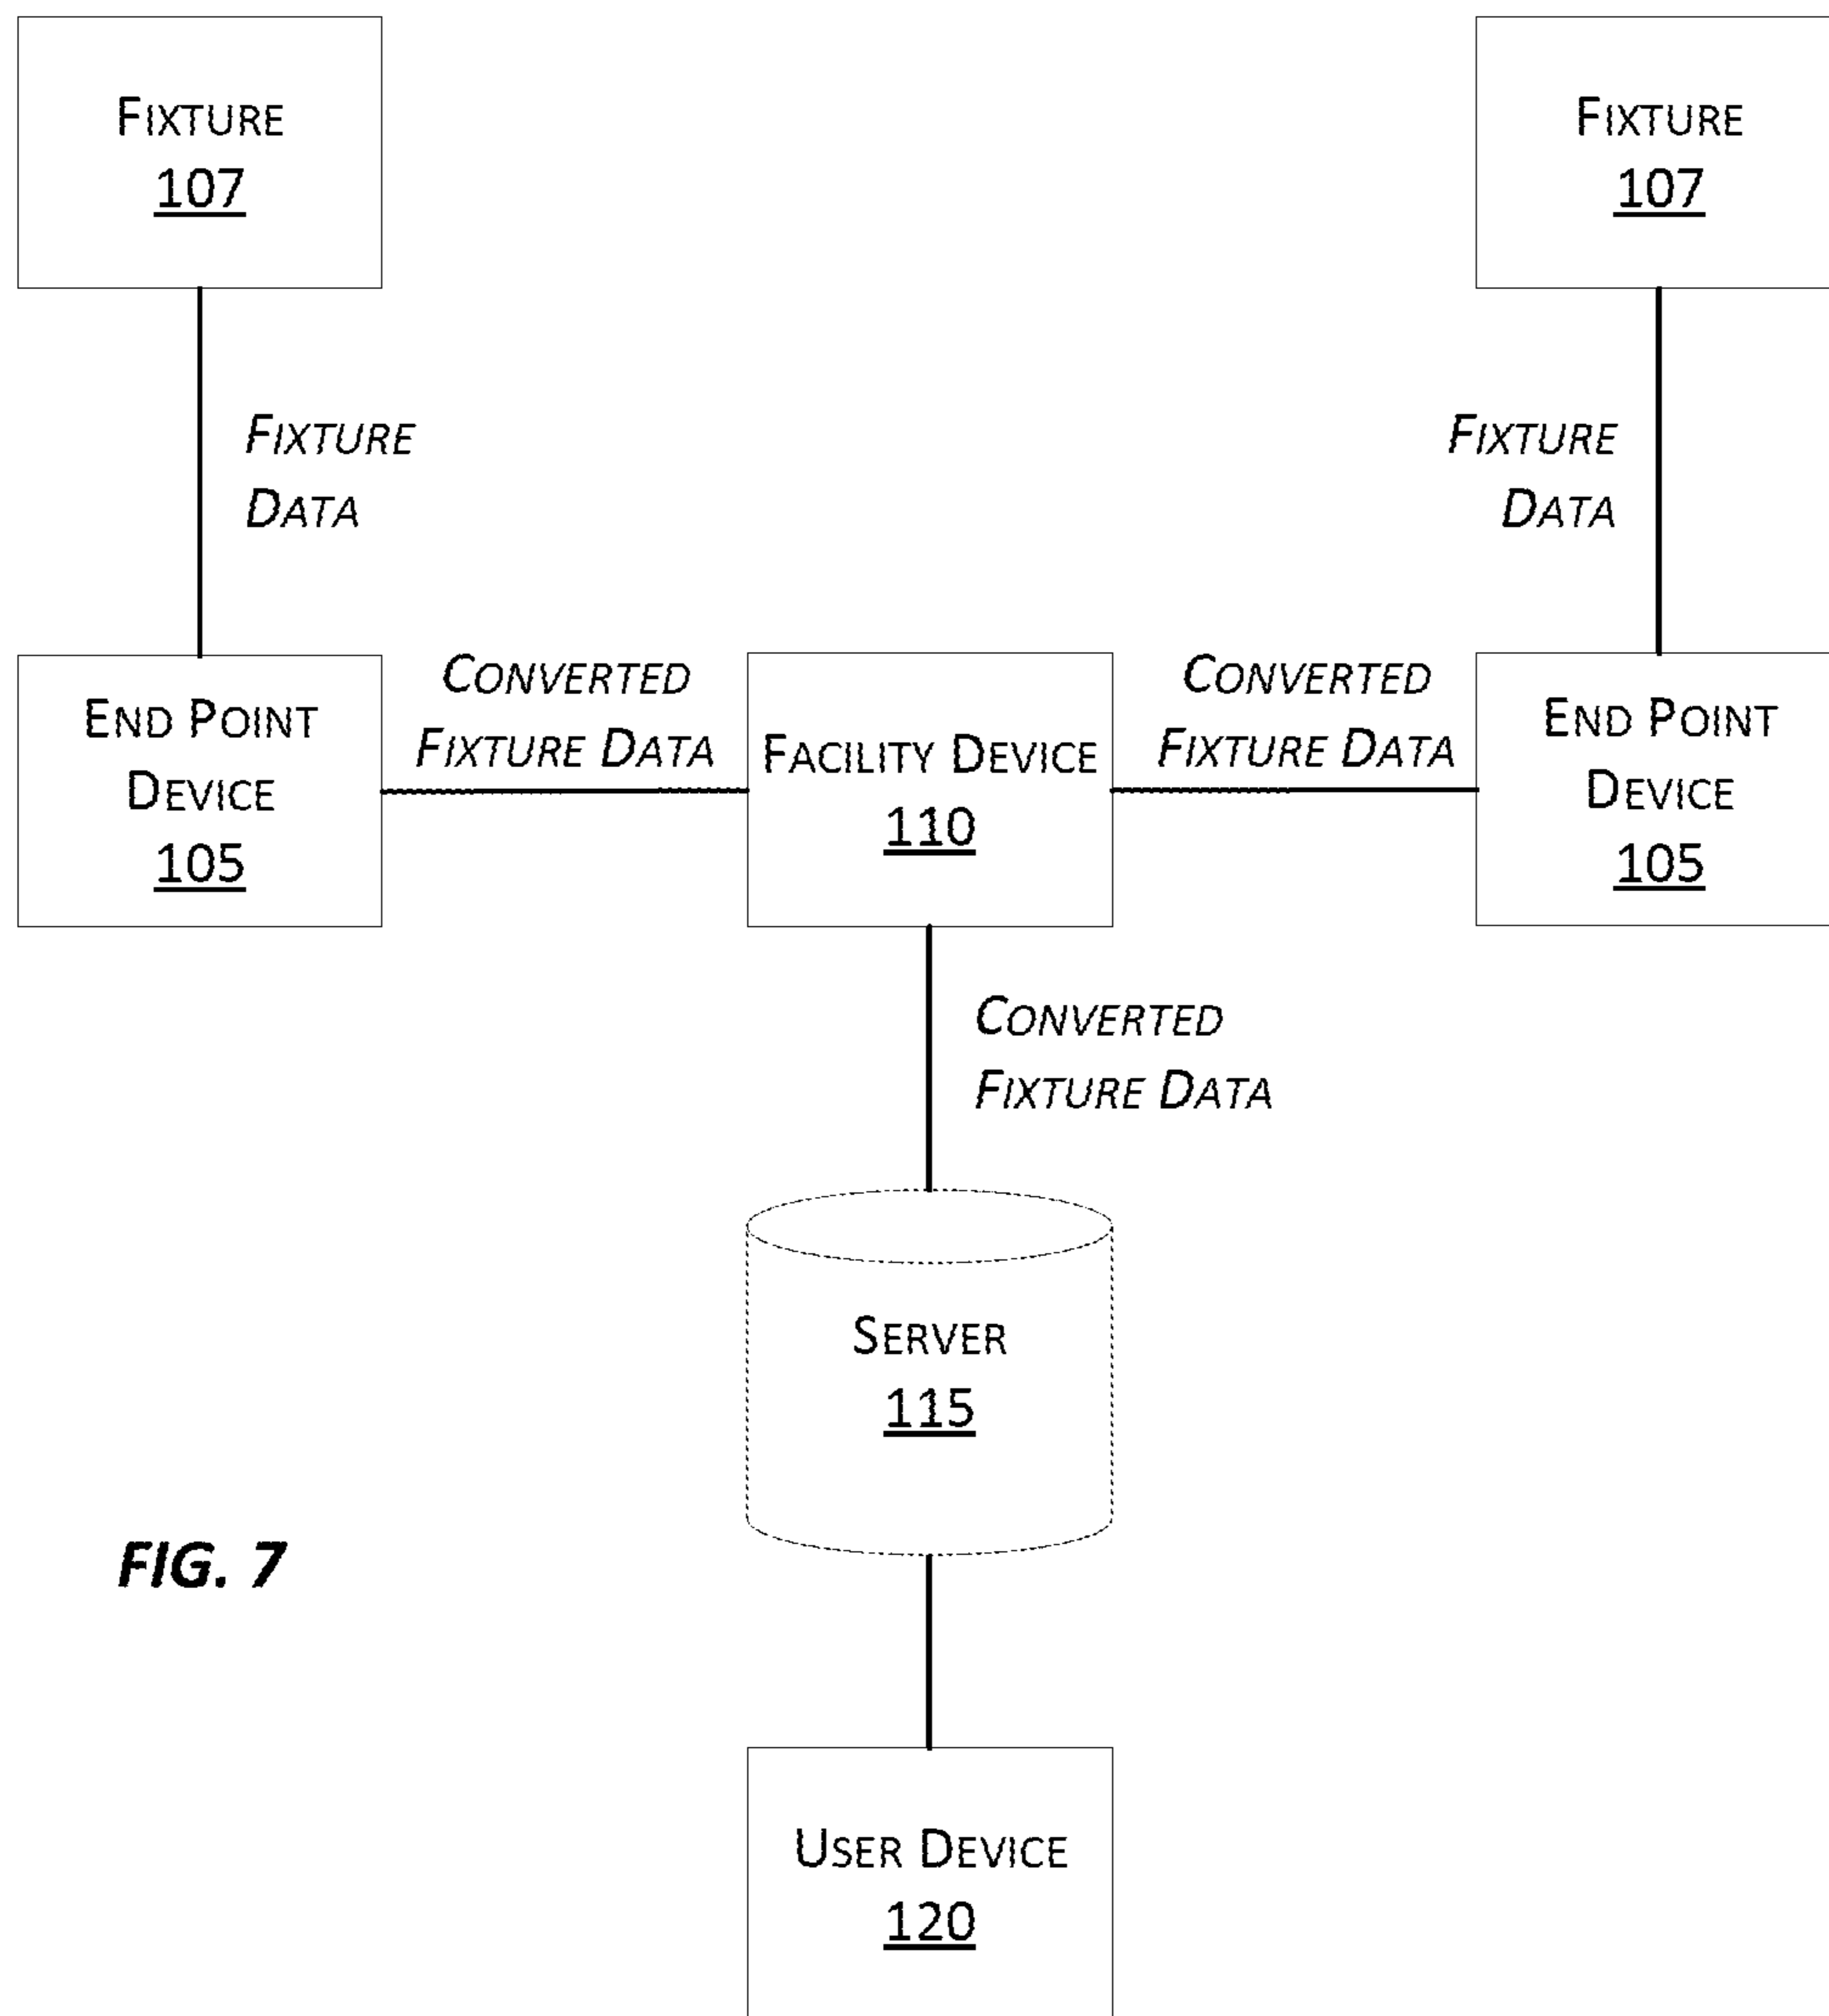 FIXTURE
107
FIXTURE
107
FIXTURE
DATA
FIXTURE
DATA
END POINT
DEVICE
105
CONVERTED
FIXTURE DATA
FACILITY DEVICE
110
CONVERTED
FIXTURE DATA
END POINT
DEVICE
105
CONVERTED
FIXTURE DATA
SERVER
115
FIG. 7
USER DEVICE
120